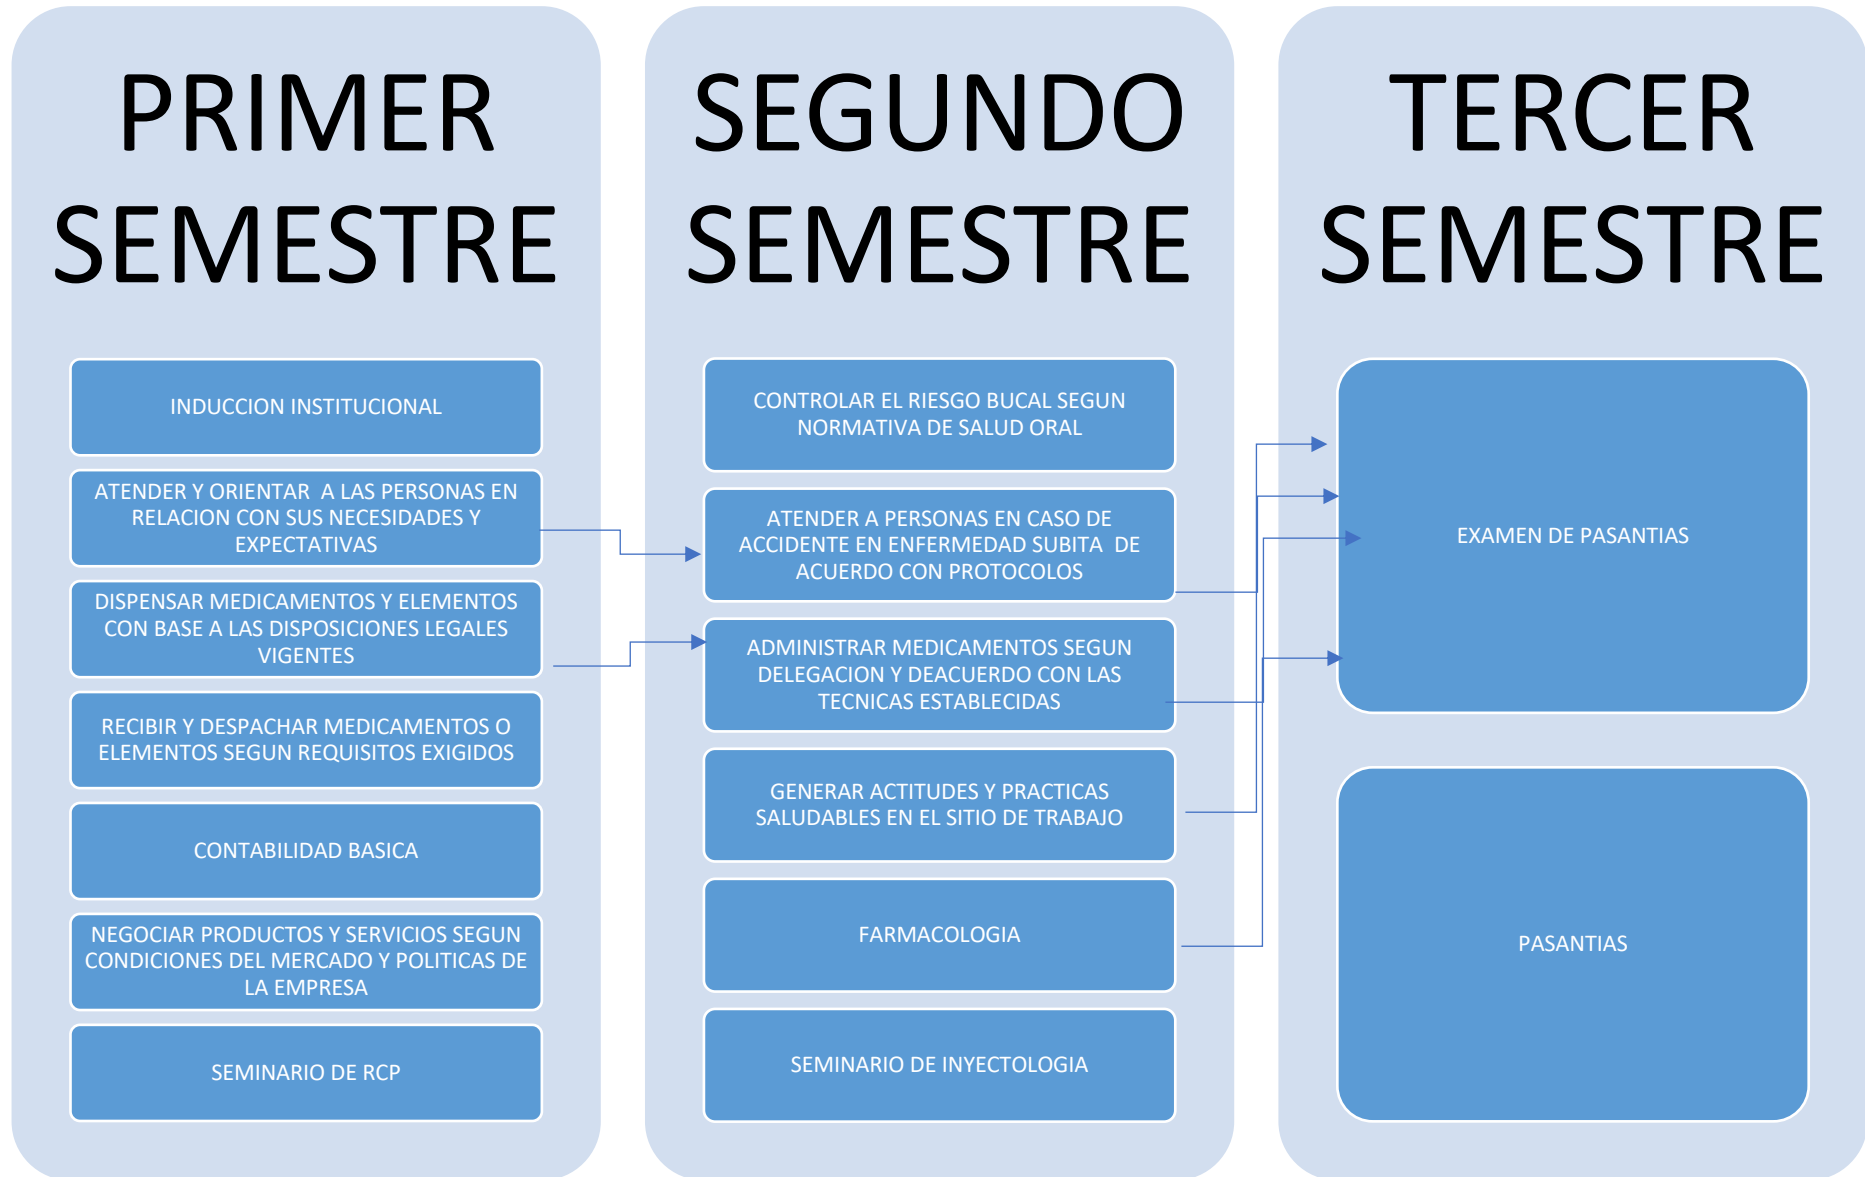 PRIMER
SEMESTRE
INDUCCION INSTITUCIONAL
ATENDER Y ORIENTAR A LAS PERSONAS EN
RELACION CON SUS NECESIDADES Y
EXPECTATIVAS
DISPENSAR MEDICAMENTOS Y ELEMENTOS
CON BASE A LAS DISPOSICIONES LEGALES
VIGENTES
RECIBIR Y DESPACHAR MEDICAMENTOS O
ELEMENTOS SEGUN REQUISITOS EXIGIDOS
CONTABILIDAD BASICA
NEGOCIAR PRODUCTOS Y SERVICIOS SEGUN
CONDICIONES DEL MERCADO Y POLITICAS DE
LA EMPRESA
SEMINARIO DE RCP
SEGUNDO
SEMESTRE
CONTROLAR EL RIESGO BUCAL SEGUN
NORMATIVA DE SALUD ORAL
ATENDER A PERSONAS EN CASO DE
ACCIDENTE EN ENFERMEDAD SUBITA DE
ACUERDO CON PROTOCOLOS
ADMINISTRAR MEDICAMENTOS SEGUN
DELEGACION Y DEACUERDO CON LAS
TECNICAS ESTABLECIDAS
GENERAR ACTITUDES Y PRACTICAS
SALUDABLES EN EL SITIO DE TRABAJO
FARMACOLOGIA
SEMINARIO DE INYECTOLOGIA
TERCER
SEMESTRE
EXAMEN DE PASANTIAS
PASANTIAS